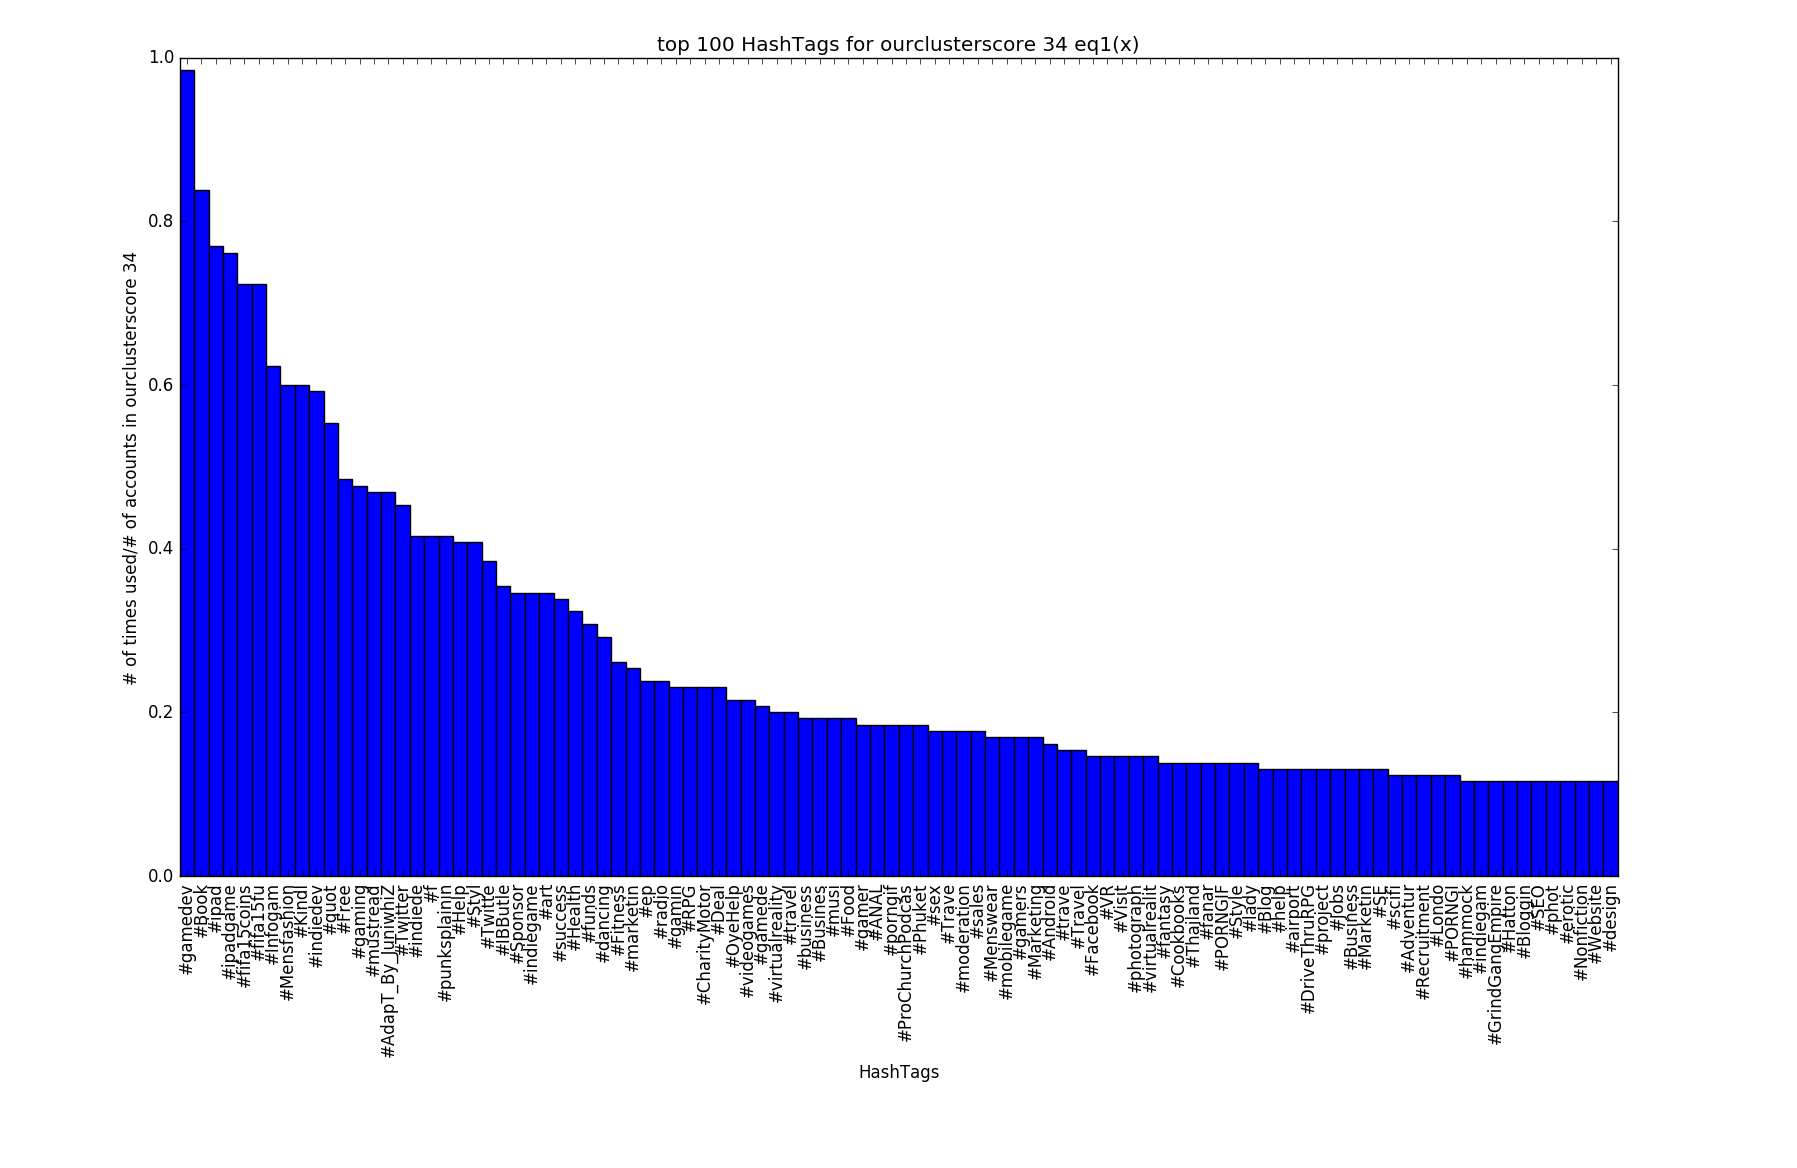 top 100 HashTags for ourclusterscore 34 eq1(x)
# of times used/# of accounts in ourclusterscore 34
1.0
0.8
0.6
0.4
0.2
0.0
#gamedev
#Book
#ipad
#ipadgame
#fifa15coins
#fifa15fu
#Infogam
#Mensfashion
#Kindl
#indiedev
#quot
#Free
#gaming
#mustread
#AdapT_By_JuniwhiZ
#Twitter
#indiede
#f
#punksplainin
#Help
#Styl
#Twitte
#IBButle
#Sponsor
#indiegame
#art
#success
#Health
#funds
#dancing
#Fitness
#marketin
#ep
#radio
#gamin
#RPG
#CharityMotor
#Deal
#OyeHelp
#videogames
#gamede
#virtuaireality
#travel
#business
#Busines
#musi
#Food
#gamer
#ANAL
#porngif
#ProChurchPodcas
#Phuket
#sex
#Trave
#moderation
#sales
#Menswear
#mobilegame
#gamers
#Marketing
#Android
#trave
#Travel
#Facebook
#VR
#Visit
#photograph
#virtualrealit
#fantasy
#Cookbooks
#Thailand
#fanar
#PORNGIF
#Style
#lady
#Blog
#help
#airport
#DriveThruRPG
#project
#Jobs
#Business
#Marketin
#SF
#scifi
#Adventur
#Recruitment
#Londo
#PORNGI
#hammock
#indiegam
#GrindGangEmpire
#Hatton
#Bloggin
#SEO
#phot
#erotic
#Nonfiction
#Website
#design
HashTags